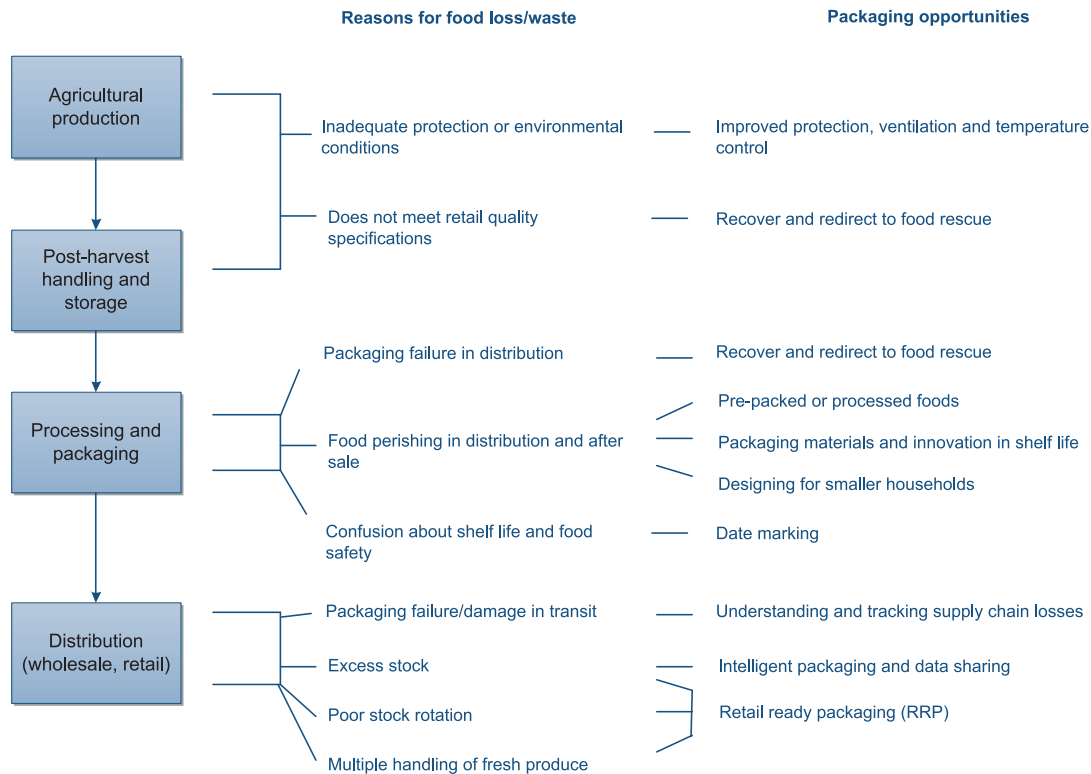 Reasons for food loss/waste
Packaging opportunities
Agricultural
production
Inadequate protection or environmental
conditions
Improved protection, ventilation and temperature
control
Does not meet retail quality
specifications
Recover and redirect to food rescue
Post-harvest
handling and
storage
Packaging failure in distribution
Recover and redirect to food rescue
Processing and
packaging
Food perishing in distribution and after
sale
Pre-packed or processed foods
Packaging materials and innovation in shelf life
Designing for smaller households
Confusion about shelf life and food
safety
Date marking
Distribution
(wholesale, retail)
Packaging failure/damage in transit
Understanding and tracking supply chain losses
Excess stock
Intelligent packaging and data sharing
Poor stock rotation
Retail ready packaging (RRP)
Multiple handling of fresh produce